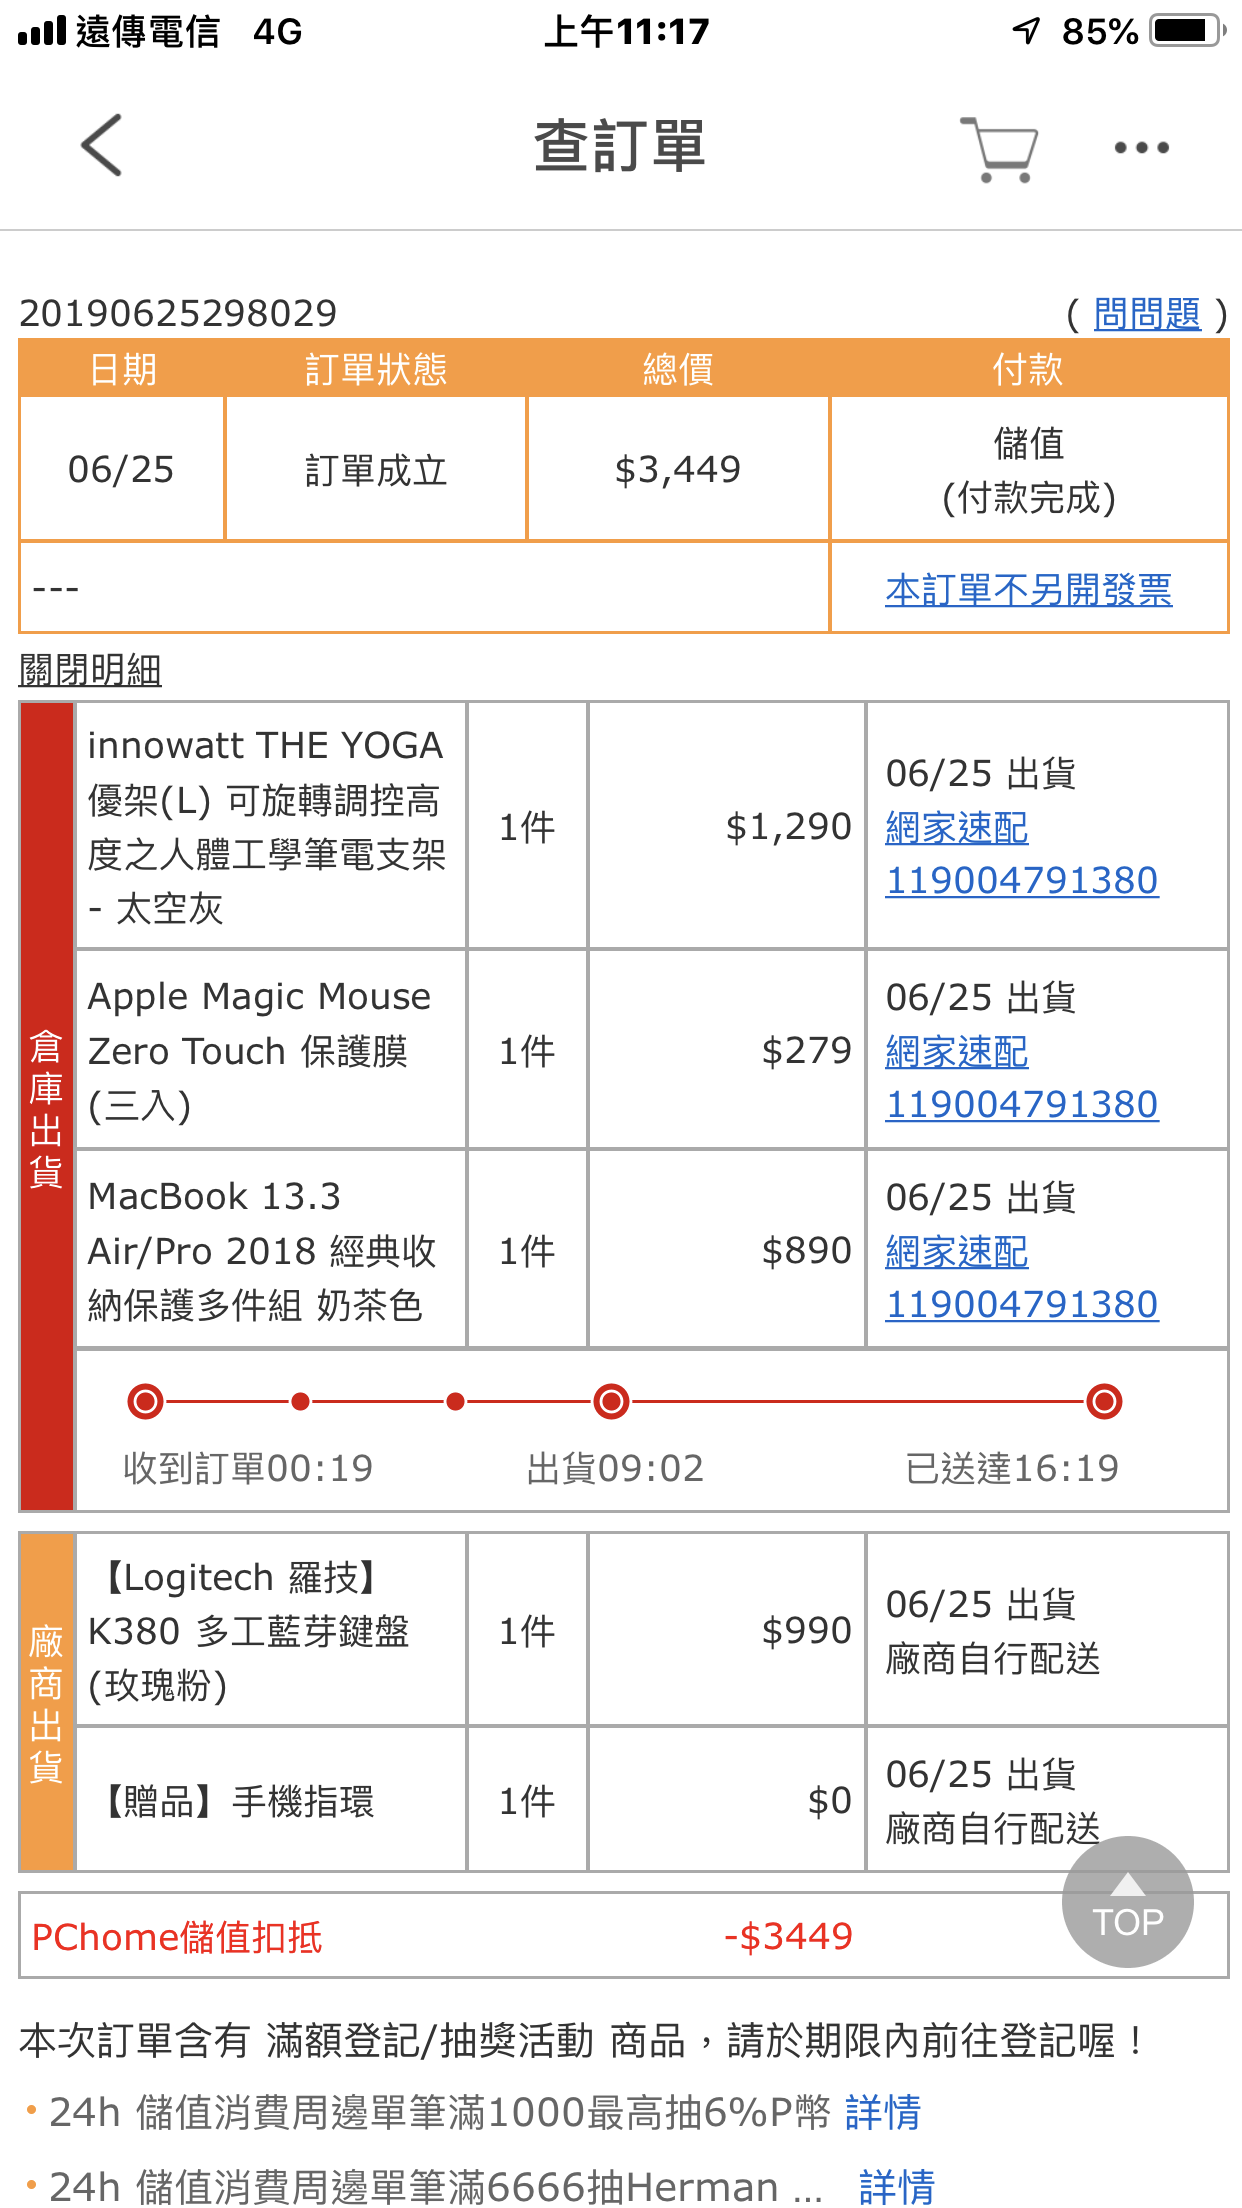 遠傳電信 4G 上午11:17 85%
查訂單
20190625298029 ( 問問題 )
日期 訂單狀態 總價 付款
06/25 訂單成立 $3,449 儲值
(付款完成)
--- 本訂單不另開發票
關閉明細
倉庫出貨
innowatt THE YOGA
優架(L) 可旋轉調控高
度之人體工學筆電支架
- 太空灰
1件
$1,290
06/25 出貨
網家速配
119004791380
Apple Magic Mouse
Zero Touch 保護膜
(三入)
1件
$279
06/25 出貨
網家速配
119004791380
MacBook 13.3
Air/Pro 2018 經典收
納保護多件組 奶茶色
1件
$890
06/25 出貨
網家速配
119004791380
收到訂單00:19 出貨09:02 已送達16:19
廠商出貨
【Logitech 羅技】
K380 多工藍芽鍵盤
(玫瑰粉)
1件
$990
06/25 出貨
廠商自行配送
【贈品】手機指環
1件
$0
06/25 出貨
廠商自行配送
PChome儲值扣抵 -$3449
TOP
本次訂單含有 滿額登記/抽獎活動 商品，請於期限內前往登記喔！
• 24h 儲值消費周邊單筆滿1000最高抽6%P幣 詳情
• 24h 儲值消費周邊單筆滿6666抽Herman ... 詳情